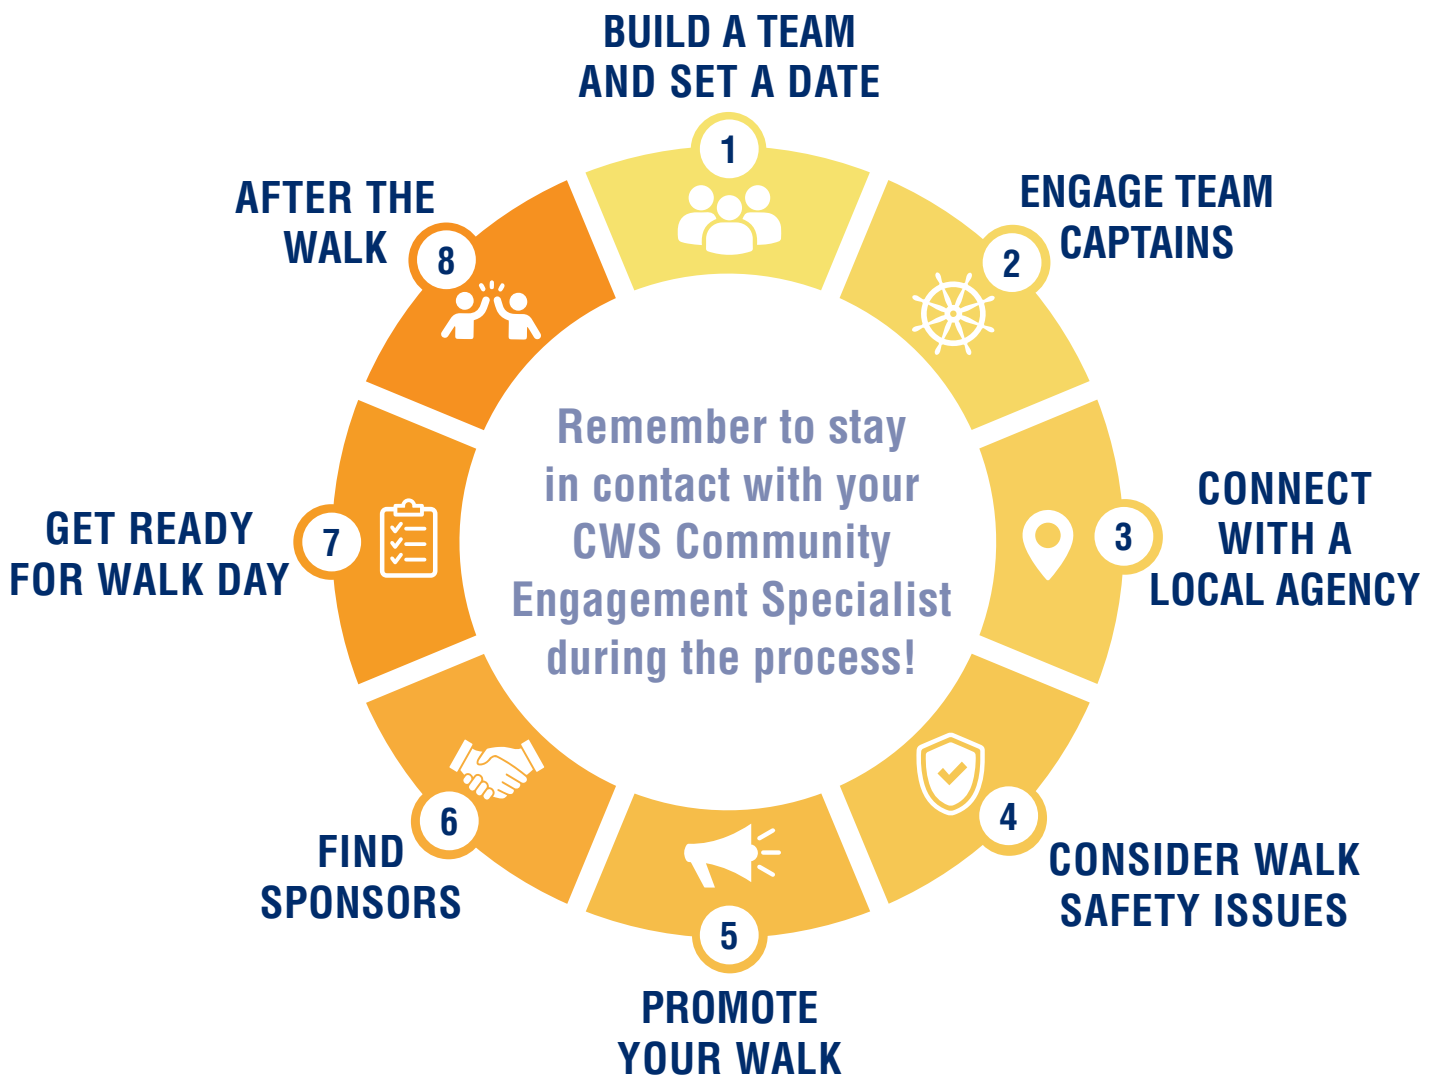 BUILD A TEAM
AND SET A DATE
1
ENGAGE TEAM
CAPTAINS
2
CONNECT
WITH A
LOCAL AGENCY
3
CONSIDER WALK
SAFETY ISSUES
4
PROMOTE
YOUR WALK
5
FIND
SPONSORS
6
GET READY
FOR WALK DAY
7
AFTER THE
WALK
8
Remember to stay
in contact with your
CWS Community
Engagement Specialist
during the process!